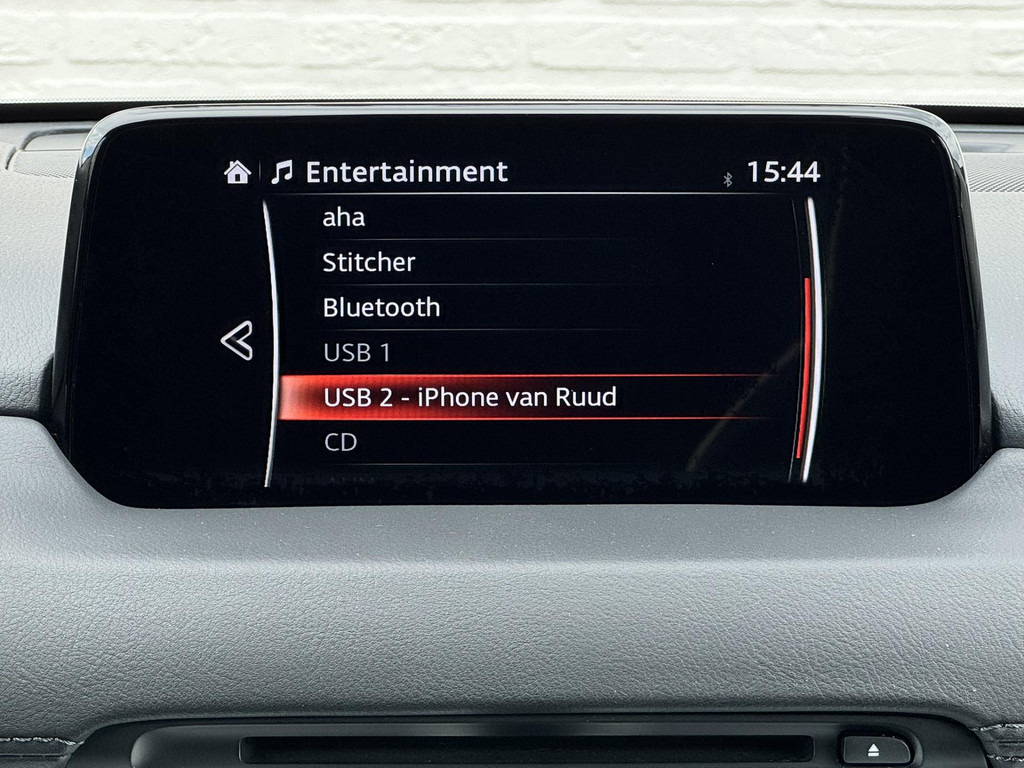 Entertainment 15:44
aha
Stitcher
Bluetooth
USB 1
USB 2 - iPhone van Ruud
CD